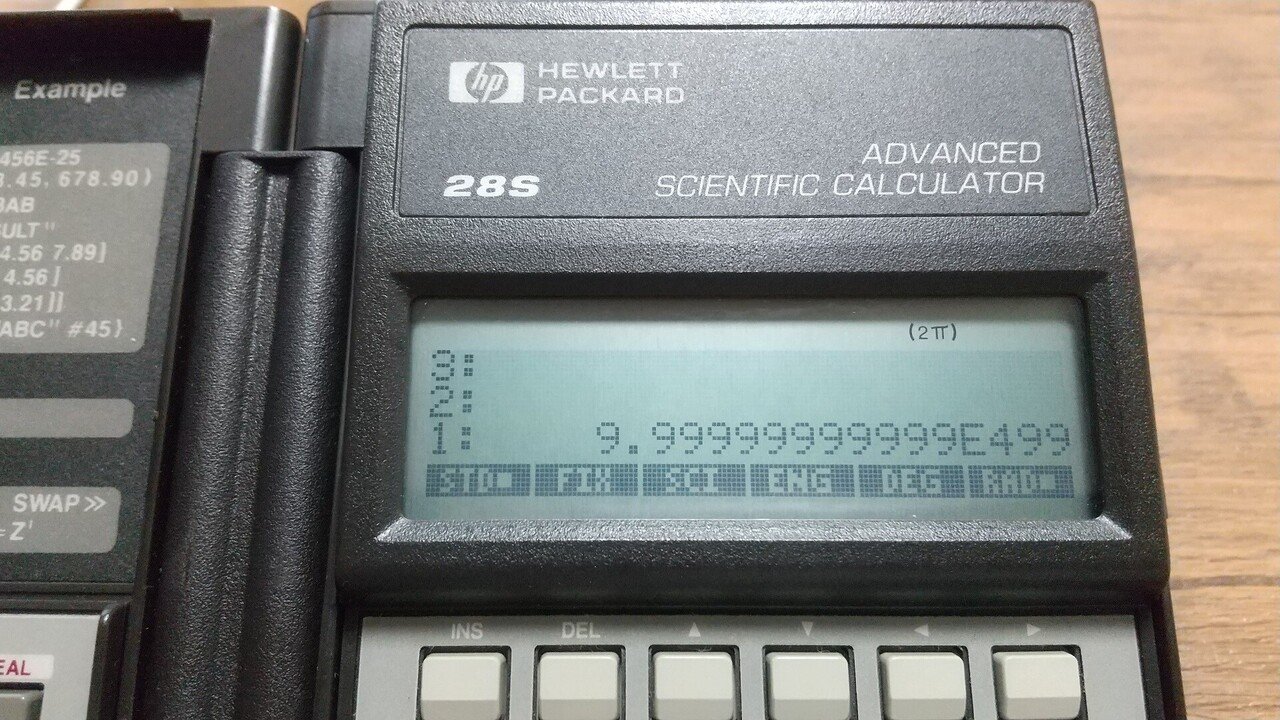 Example
456E-25
3.45, 678.90)
BAB
SULT"
4.56 7.89]
4.56]
3.21]]
ABC" #45}
SWAP»
=Z'
EAL
hp HEWLETT
PACKARD
ADVANCED
28S SCIENTIFIC CALCULATOR
(2π)
3:
2:
1: 9.99999999999E499
STD▫ FIX SCI ENG DEG RAD▫
INS DEL ▲ ▼ ◄ ►